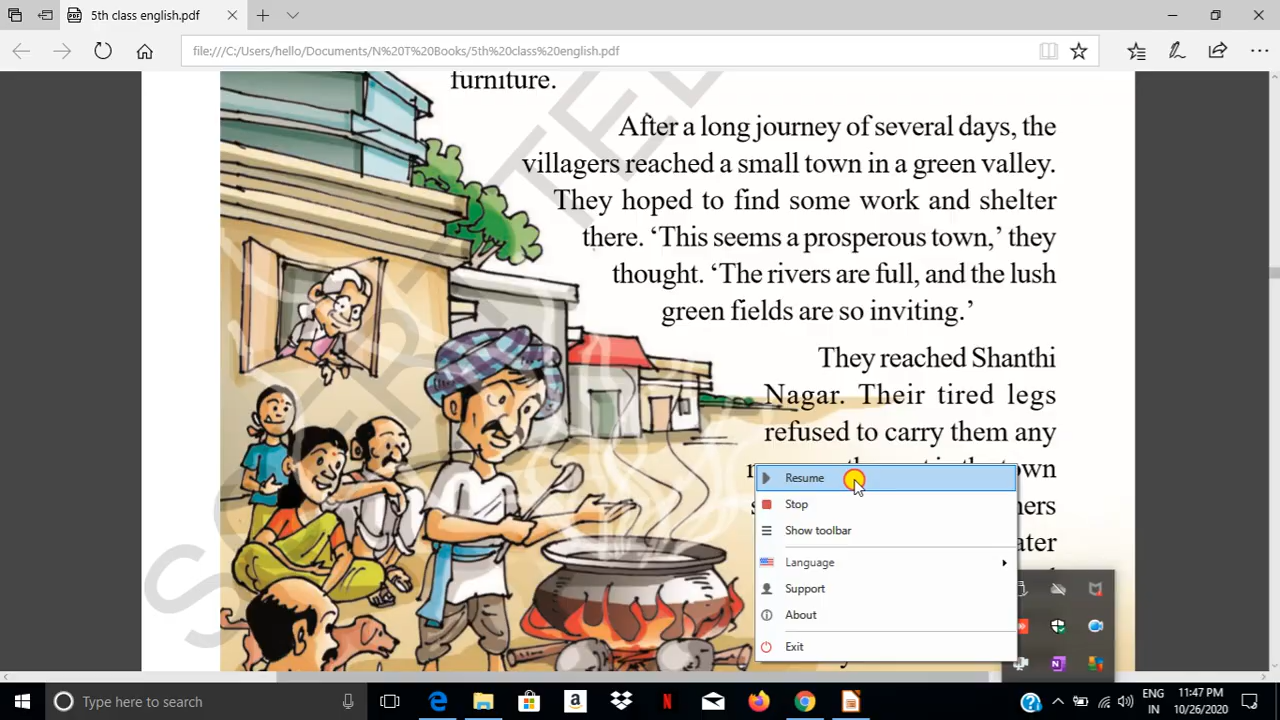 5th class english.pdf
file:///C:/Users/hello/Documents/N%20T%20Books/5th%20class%20english.pdf
furniture.
After a long journey of several days, the
villagers reached a small town in a green valley.
They hoped to find some work and shelter
there. ‘This seems a prosperous town,’ they
thought. ‘The rivers are full, and the lush
green fields are so inviting.’
They reached Shanthi
Nagar. Their tired legs
refused to carry them any
town
Resume
Stop
Show toolbar
Language
Support
About
Exit
Type here to search
ENG
IN
11:47 PM
10/26/2020